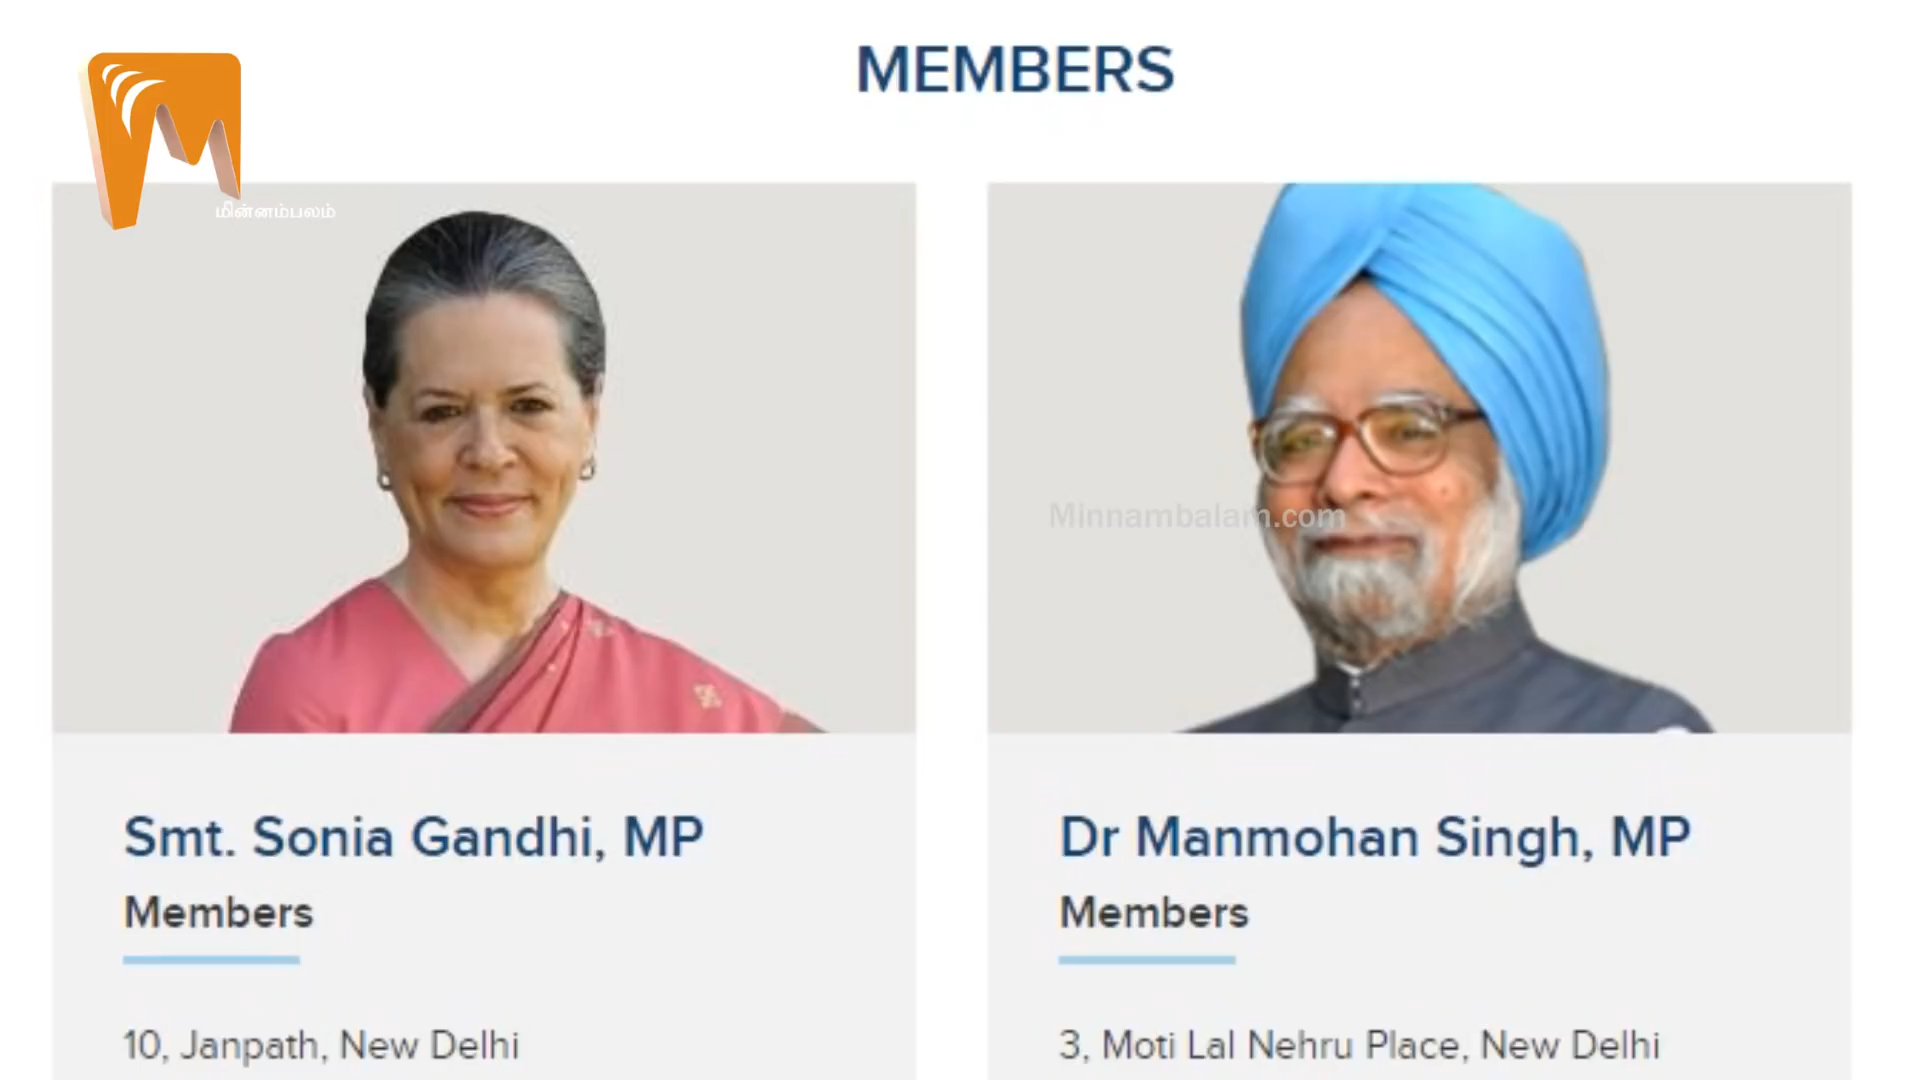 MEMBERS
மின்னம்பலம்
Minnambalam.com
Smt. Sonia Gandhi, MP
Members
10, Janpath, New Delhi
Dr Manmohan Singh, MP
Members
3, Moti Lal Nehru Place, New Delhi